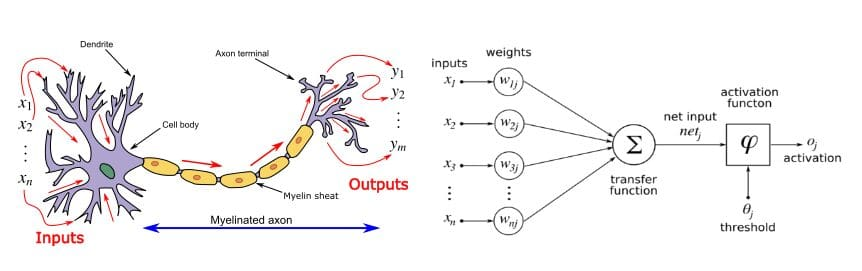 Dendrite
Axon terminal
x1
x2
⋮
xn
Cell body
y1
y2
⋮
ym
Myelin sheat
Outputs
Inputs
Myelinated axon
weights
inputs
x1
w1j
x2
w2j
x3
w3j
⋮
⋮
xn
wnj
Σ
transfer
function
net input
netj
activation
functon
φ
oj
activation
θj
threshold